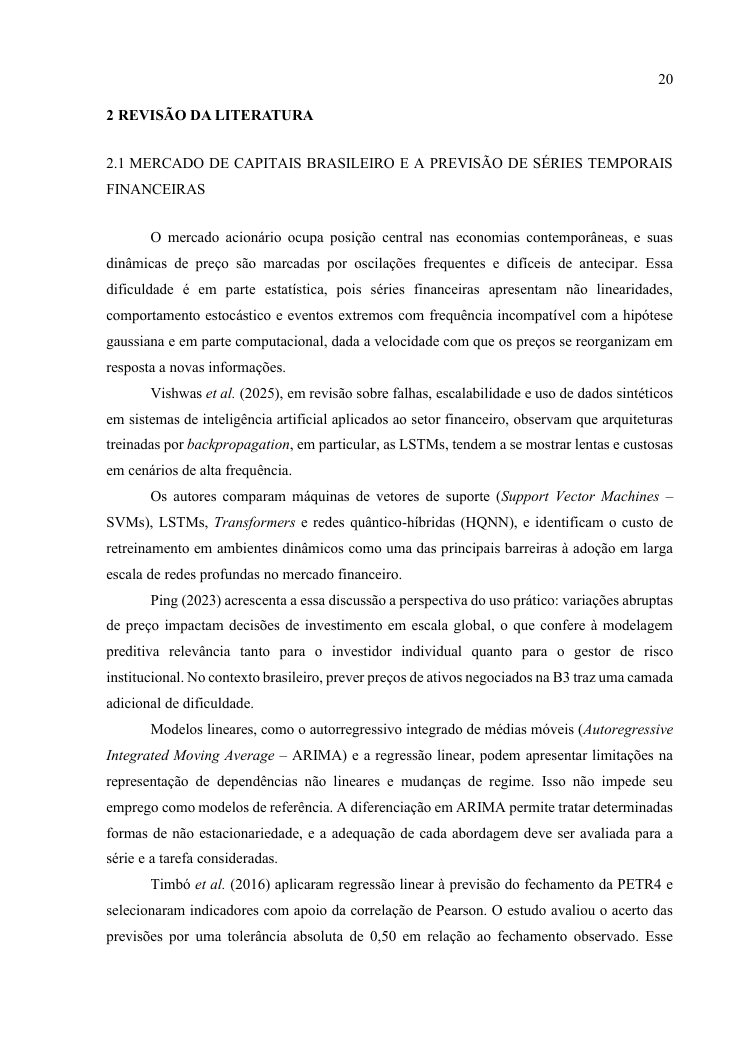 20
2 REVISÃO DA LITERATURA
2.1 MERCADO DE CAPITAIS BRASILEIRO E A PREVISÃO DE SÉRIES TEMPORAIS
FINANCEIRAS
O mercado acionário ocupa posição central nas economias contemporâneas, e suas
dinâmicas de preço são marcadas por oscilações frequentes e difíceis de antecipar. Essa
dificuldade é em parte estatística, pois séries financeiras apresentam não linearidades,
comportamento estocástico e eventos extremos com frequência incompatível com a hipótese
gaussiana e em parte computacional, dada a velocidade com que os preços se reorganizam em
resposta a novas informações.
Vishwas et al. (2025), em revisão sobre falhas, escalabilidade e uso de dados sintéticos
em sistemas de inteligência artificial aplicados ao setor financeiro, observam que arquiteturas
treinadas por backpropagation, em particular, as LSTMs, tendem a se mostrar lentas e custosas
em cenários de alta frequência.
Os autores comparam máquinas de vetores de suporte (Support Vector Machines –
SVMs), LSTMs, Transformers e redes quântico-híbridas (HQNN), e identificam o custo de
retreinamento em ambientes dinâmicos como uma das principais barreiras à adoção em larga
escala de redes profundas no mercado financeiro.
Ping (2023) acrescenta a essa discussão a perspectiva do uso prático: variações abruptas
de preço impactam decisões de investimento em escala global, o que confere à modelagem
preditiva relevância tanto para o investidor individual quanto para o gestor de risco
institucional. No contexto brasileiro, prever preços de ativos negociados na B3 traz uma camada
adicional de dificuldade.
Modelos lineares, como o autorregressivo integrado de médias móveis (Autoregressive
Integrated Moving Average – ARIMA) e a regressão linear, podem apresentar limitações na
representação de dependências não lineares e mudanças de regime. Isso não impede seu
emprego como modelos de referência. A diferenciação em ARIMA permite tratar determinadas
formas de não estacionariedade, e a adequação de cada abordagem deve ser avaliada para a
série e a tarefa consideradas.
Timbó et al. (2016) aplicaram regressão linear à previsão do fechamento da PETR4 e
selecionaram indicadores com apoio da correlação de Pearson. O estudo avaliou o acerto das
previsões por uma tolerância absoluta de 0,50 em relação ao fechamento observado. Esse